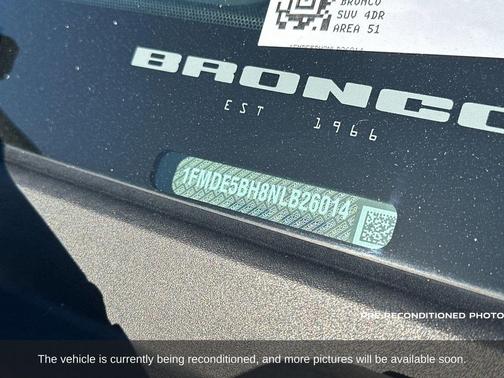 BRONCO
SUV 4DR
AREA 51
BRONCO
EST 1966
1FMDE5BH8NLB26014
PRE-RECONDITIONED PHOTO
The vehicle is currently being reconditioned, and more pictures will be available soon.